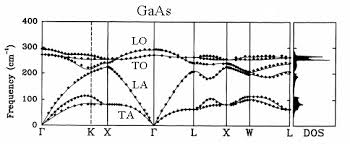 GaAs
Frequency (cm⁻¹)
400
300
200
100
0
LO
TO
LA
TA
Γ K X Γ L X W L DOS